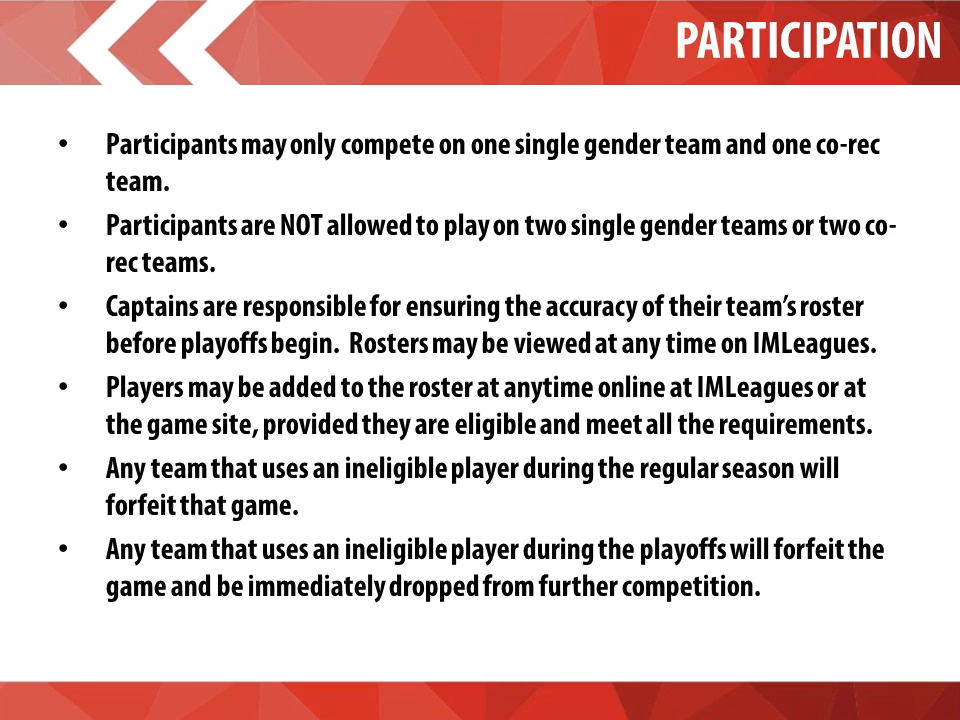 PARTICIPATION
• Participants may only compete on one single gender team and one co-rec
team.
• Participants are NOT allowed to play on two single gender teams or two co-
rec teams.
• Captains are responsible for ensuring the accuracy of their team’s roster
before playoffs begin.  Rosters may be viewed at any time on IMLeagues.
• Players may be added to the roster at anytime online at IMLeagues or at
the game site, provided they are eligible and meet all the requirements.
• Any team that uses an ineligible player during the regular season will
forfeit that game.
• Any team that uses an ineligible player during the playoffs will forfeit the
game and be immediately dropped from further competition.